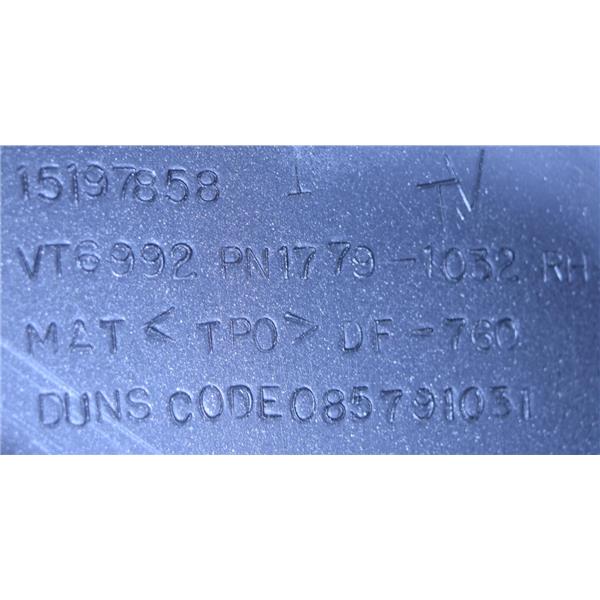 15197858
VT6992 PN1779-1032 RH
MAT < TPO > DF-760
DUNS CODE085791031